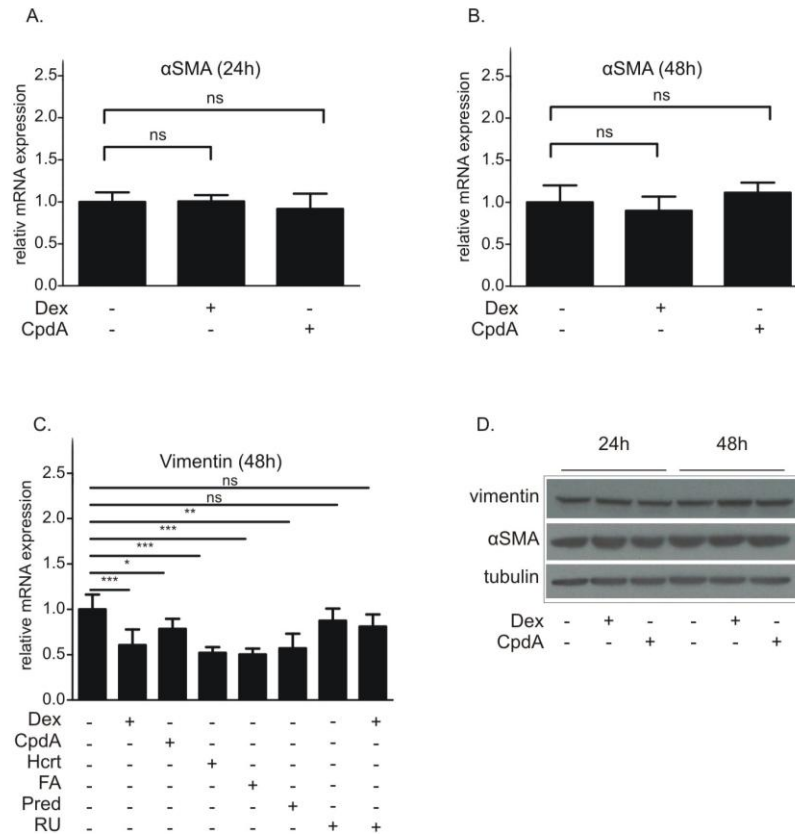 A.
αSMA (24h)
relative mRNA expression
2.5
2.0
1.5
1.0
0.5
0.0
ns
ns
Dex - + -
CpdA - - +
B.
αSMA (48h)
relative mRNA expression
2.5
2.0
1.5
1.0
0.5
0.0
ns
ns
Dex - + -
CpdA - - +
C.
Vimentin (48h)
relative mRNA expression
2.5
2.0
1.5
1.0
0.5
0.0
ns
ns
**
***
***
*
***
Dex - + - - - - - +
CpdA - - + - - - - -
Hcrt - - - + - - - -
FA - - - - + - - -
Pred - - - - - + - -
RU - - - - - - + +
D.
24h 48h
vimentin
αSMA
tubulin
Dex - + - - + -
CpdA - - + - - +